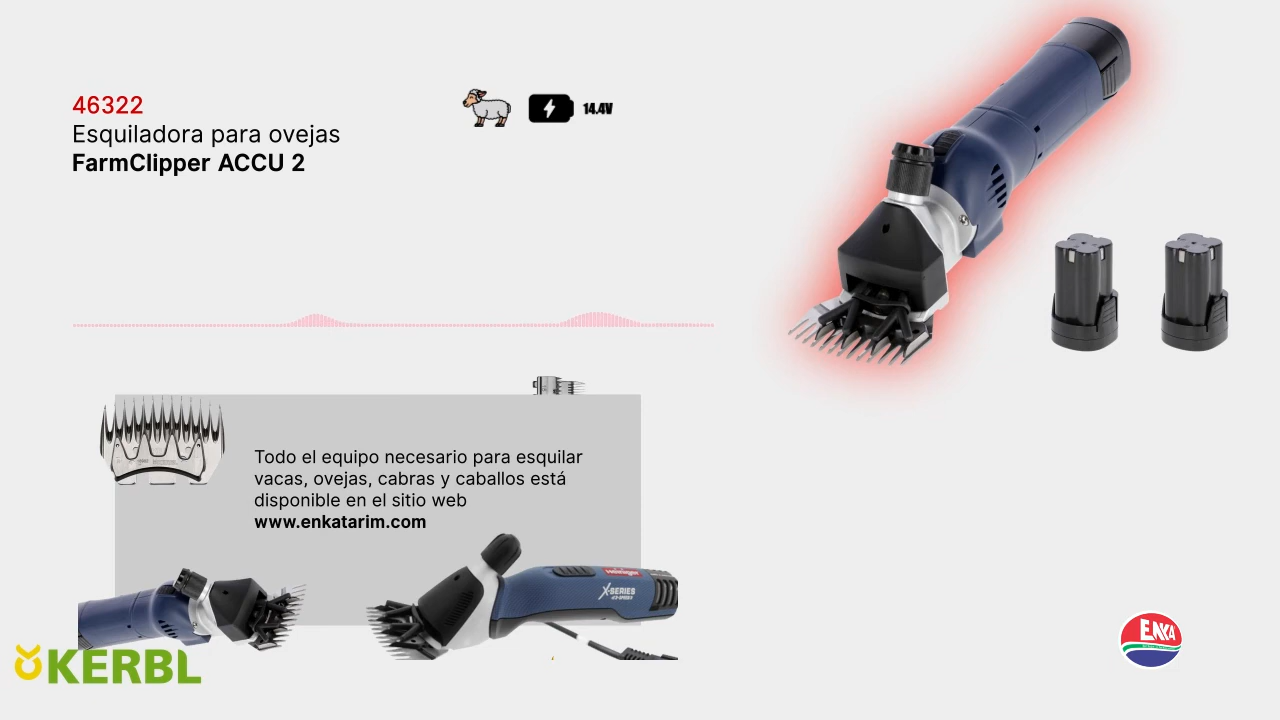 46322
Esquiladora para ovejas
FarmClipper ACCU 2
14.4V
Todo el equipo necesario para esquilar
vacas, ovejas, cabras y caballos está
disponible en el sitio web
www.enkatarim.com
heiniger
X-SERIES
KERBL
ENKA